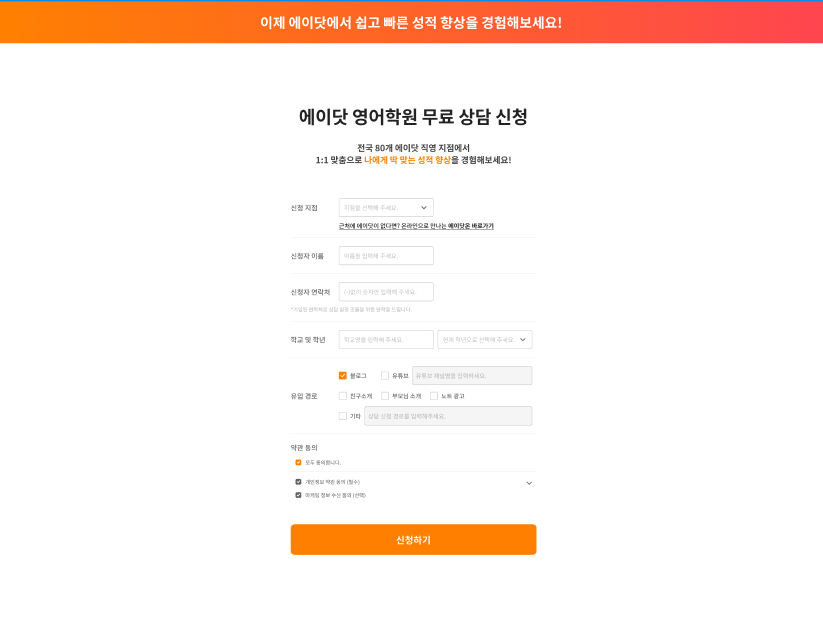 이제 에이닷에서 쉽고 빠른 성적 향상을 경험해보세요!
에이닷 영어학원 무료 상담 신청
전국 80개 에이닷 직영 지점에서
1:1 맞춤으로 나에게 딱 맞는 성적 향상을 경험해보세요!
신청 지점
지점을 선택해 주세요.
근처에 에이닷이 없다면? 온라인으로 만나는 에이닷온 바로가기
신청자 이름
이름을 입력해 주세요.
신청자 연락처
(-)없이 숫자만 입력해 주세요.
*기입한 연락처로 상담 일정 조율을 위한 연락을 드립니다.
학교 및 학년
학교명을 입력해 주세요.
현재 학년으로 선택해 주세요.
블로그
유튜브
유튜브 채널명을 입력하세요.
유입 경로
친구소개
부모님 소개
노트 광고
기타
상담 신청 경로를 입력해주세요.
약관 동의
모두 동의합니다.
개인정보 약관 동의 (필수)
마케팅 정보 수신 동의 (선택)
신청하기